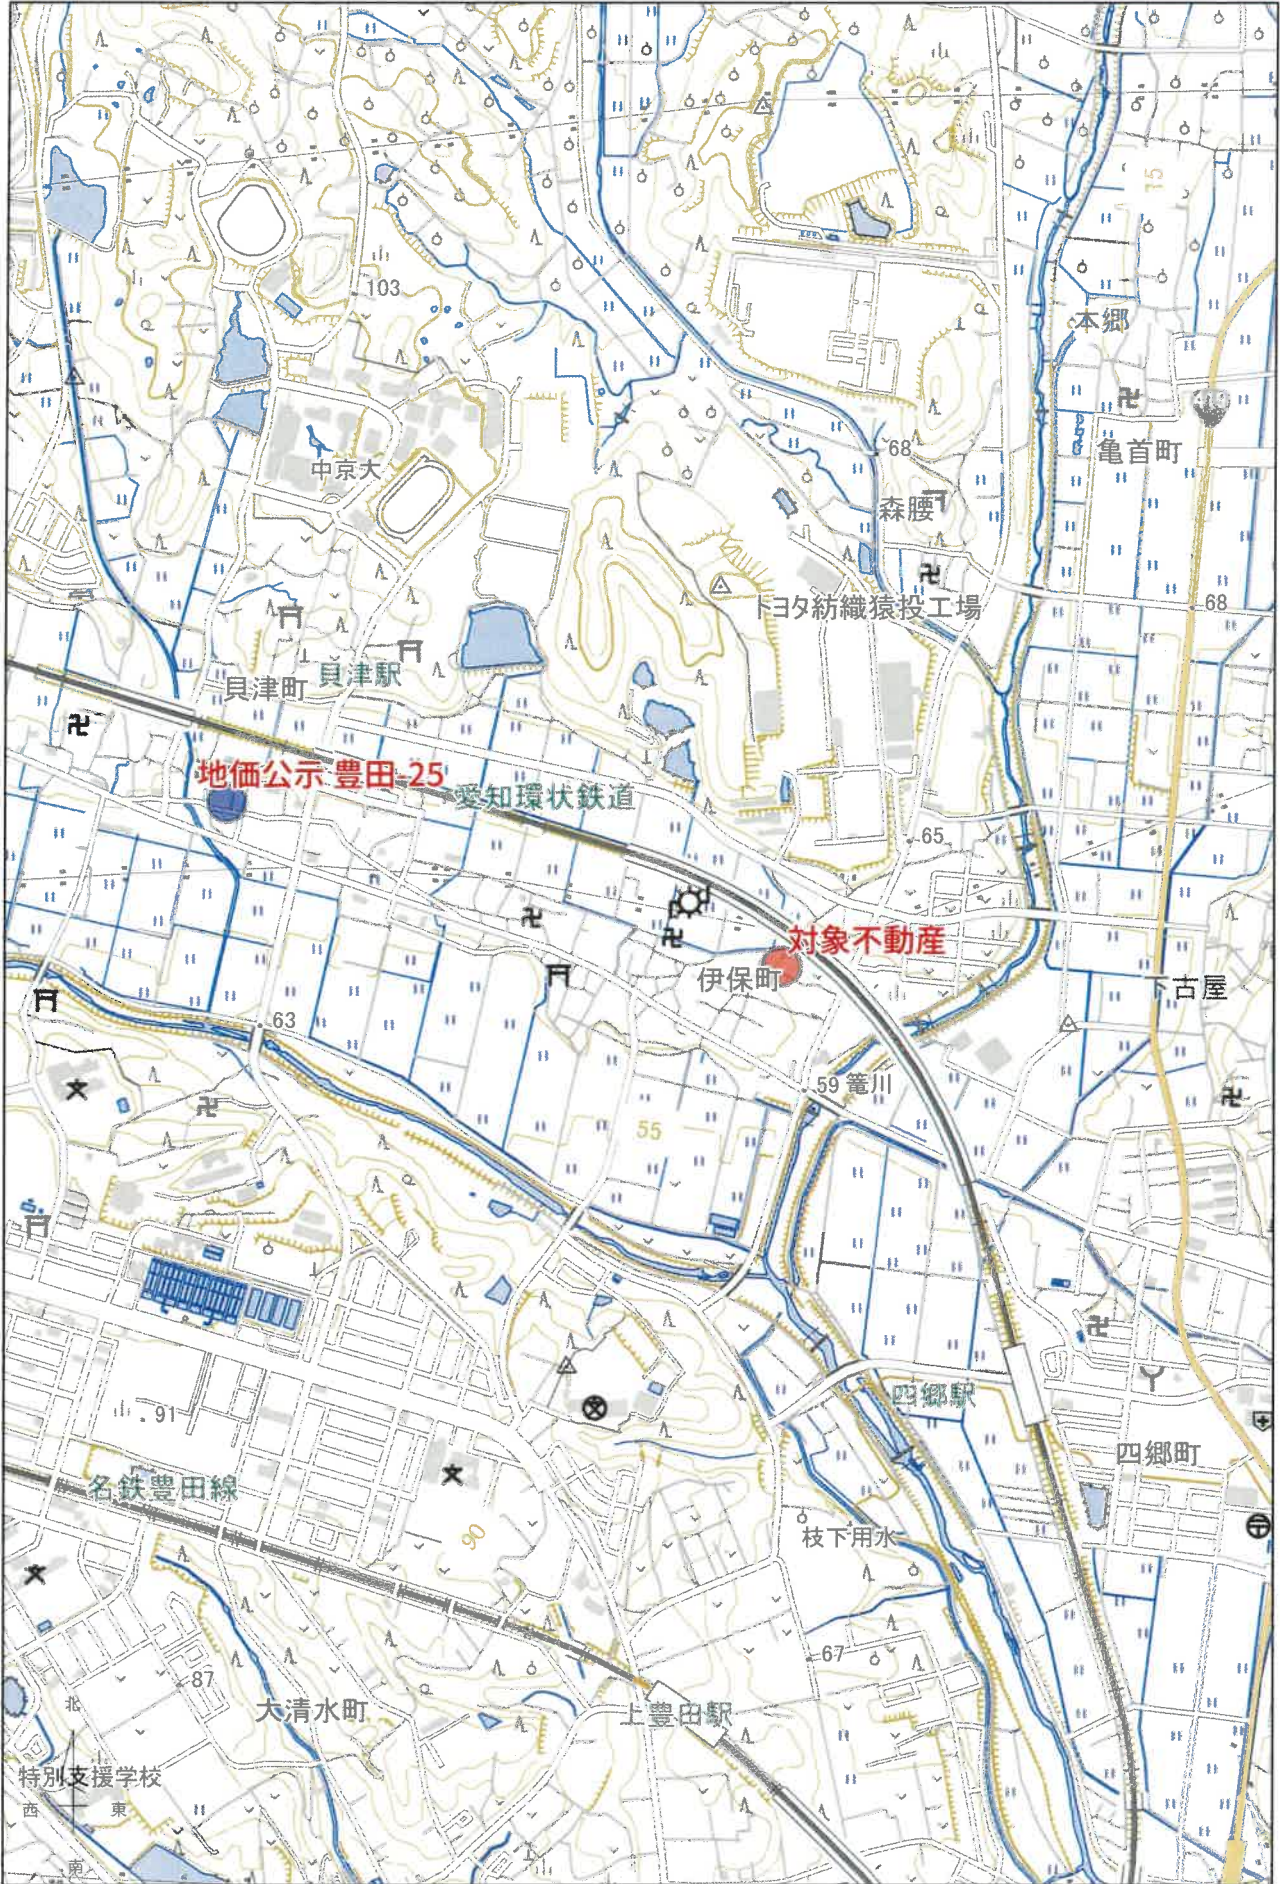 15
103
本郷
亀首町
68
中京大
森腰
トヨタ紡織猿投工場
68
貝津町
貝津駅
地価公示 豊田-25
愛知環状鉄道
65
対象不動産
伊保町
古屋
63
59
篭川
55
四郷駅
91
四郷町
名鉄豊田線
90
枝下用水
67
87
大清水町
上豊田駅
北
特別支援学校
西
東
南